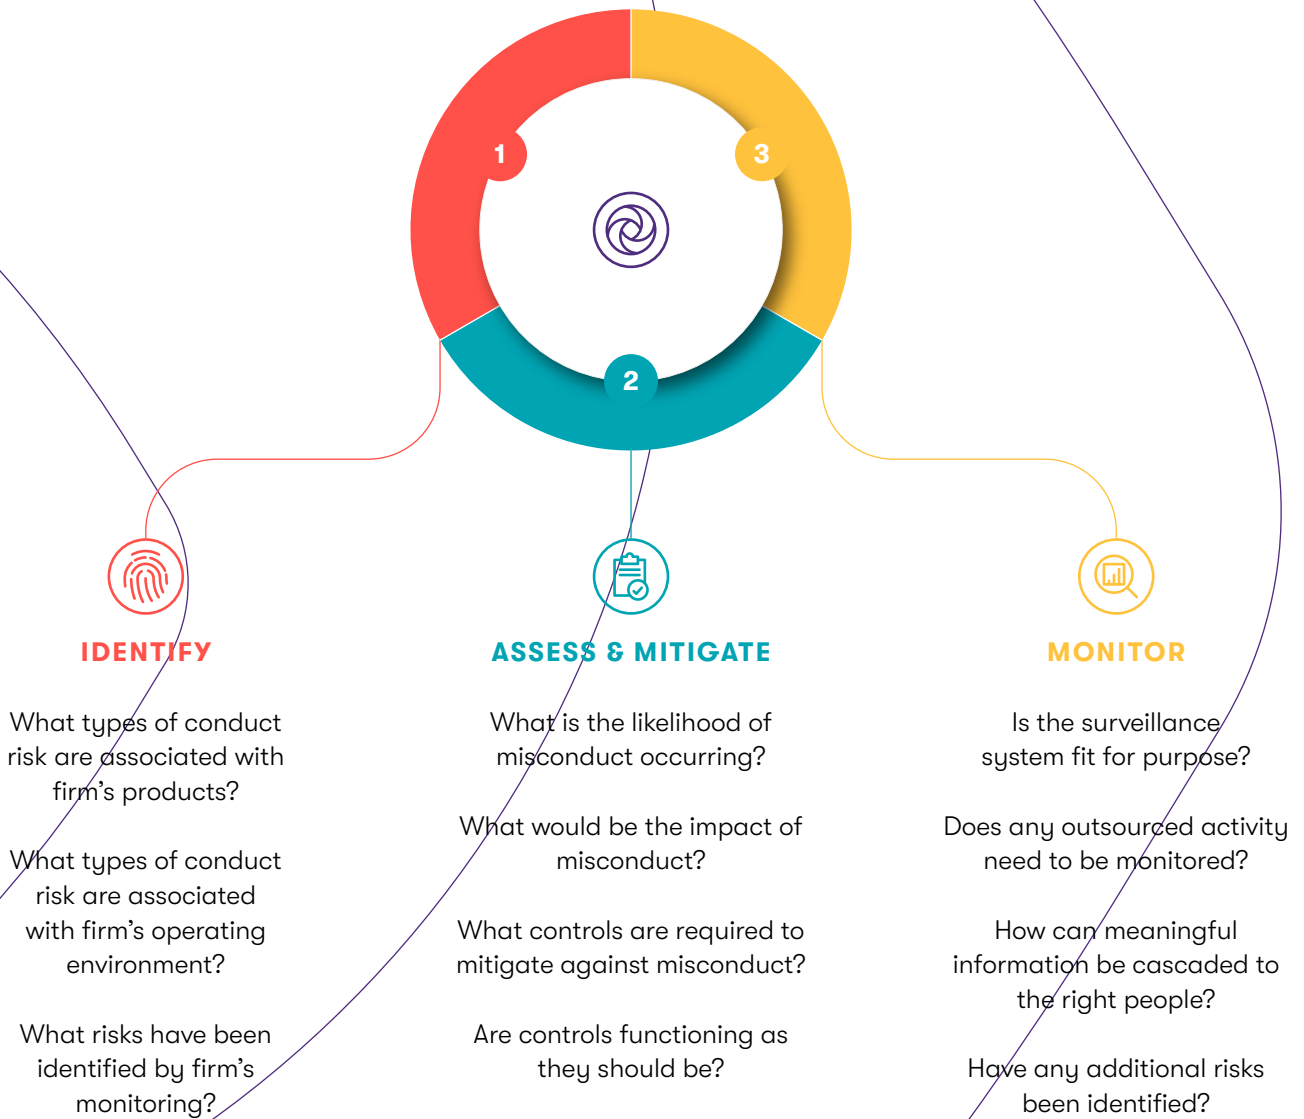 1
3
2
IDENTIFY
What types of conduct
risk are associated with
firm's products?
What types of conduct
risk are associated
with firm's operating
environment?
What risks have been
identified by firm's
monitoring?
ASSESS & MITIGATE
What is the likelihood of
misconduct occurring?
What would be the impact of
misconduct?
What controls are required to
mitigate against misconduct?
Are controls functioning as
they should be?
MONITOR
Is the surveillance
system fit for purpose?
Does any outsourced activity
need to be monitored?
How can meaningful
information be cascaded to
the right people?
Have any additional risks
been identified?